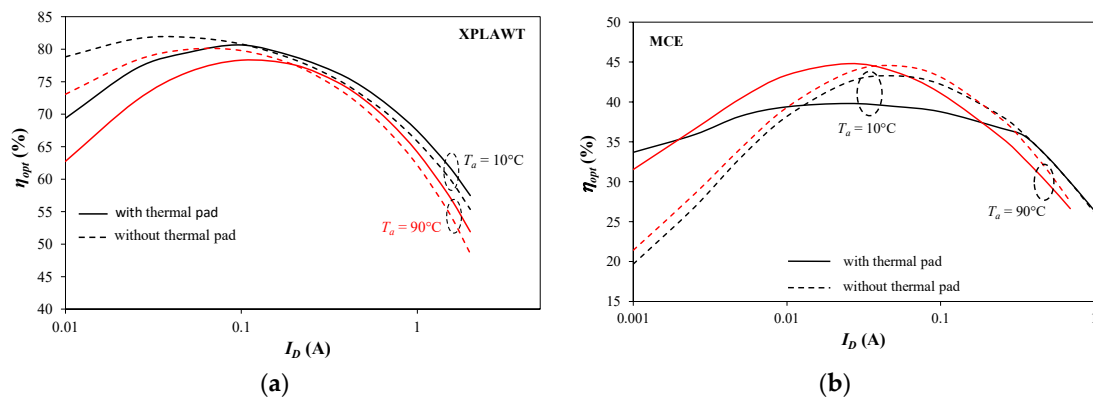 XPLAWT
85
80
75
70
65
60
55
50
45
40
η_opt (%)
T_a = 10°C
T_a = 90°C
with thermal pad
without thermal pad
0.01
0.1
1
I_D (A)
(a)
MCE
50
45
40
35
30
25
20
15
η_opt (%)
T_a = 10°C
T_a = 90°C
with thermal pad
without thermal pad
0.001
0.01
0.1
1
I_D (A)
(b)